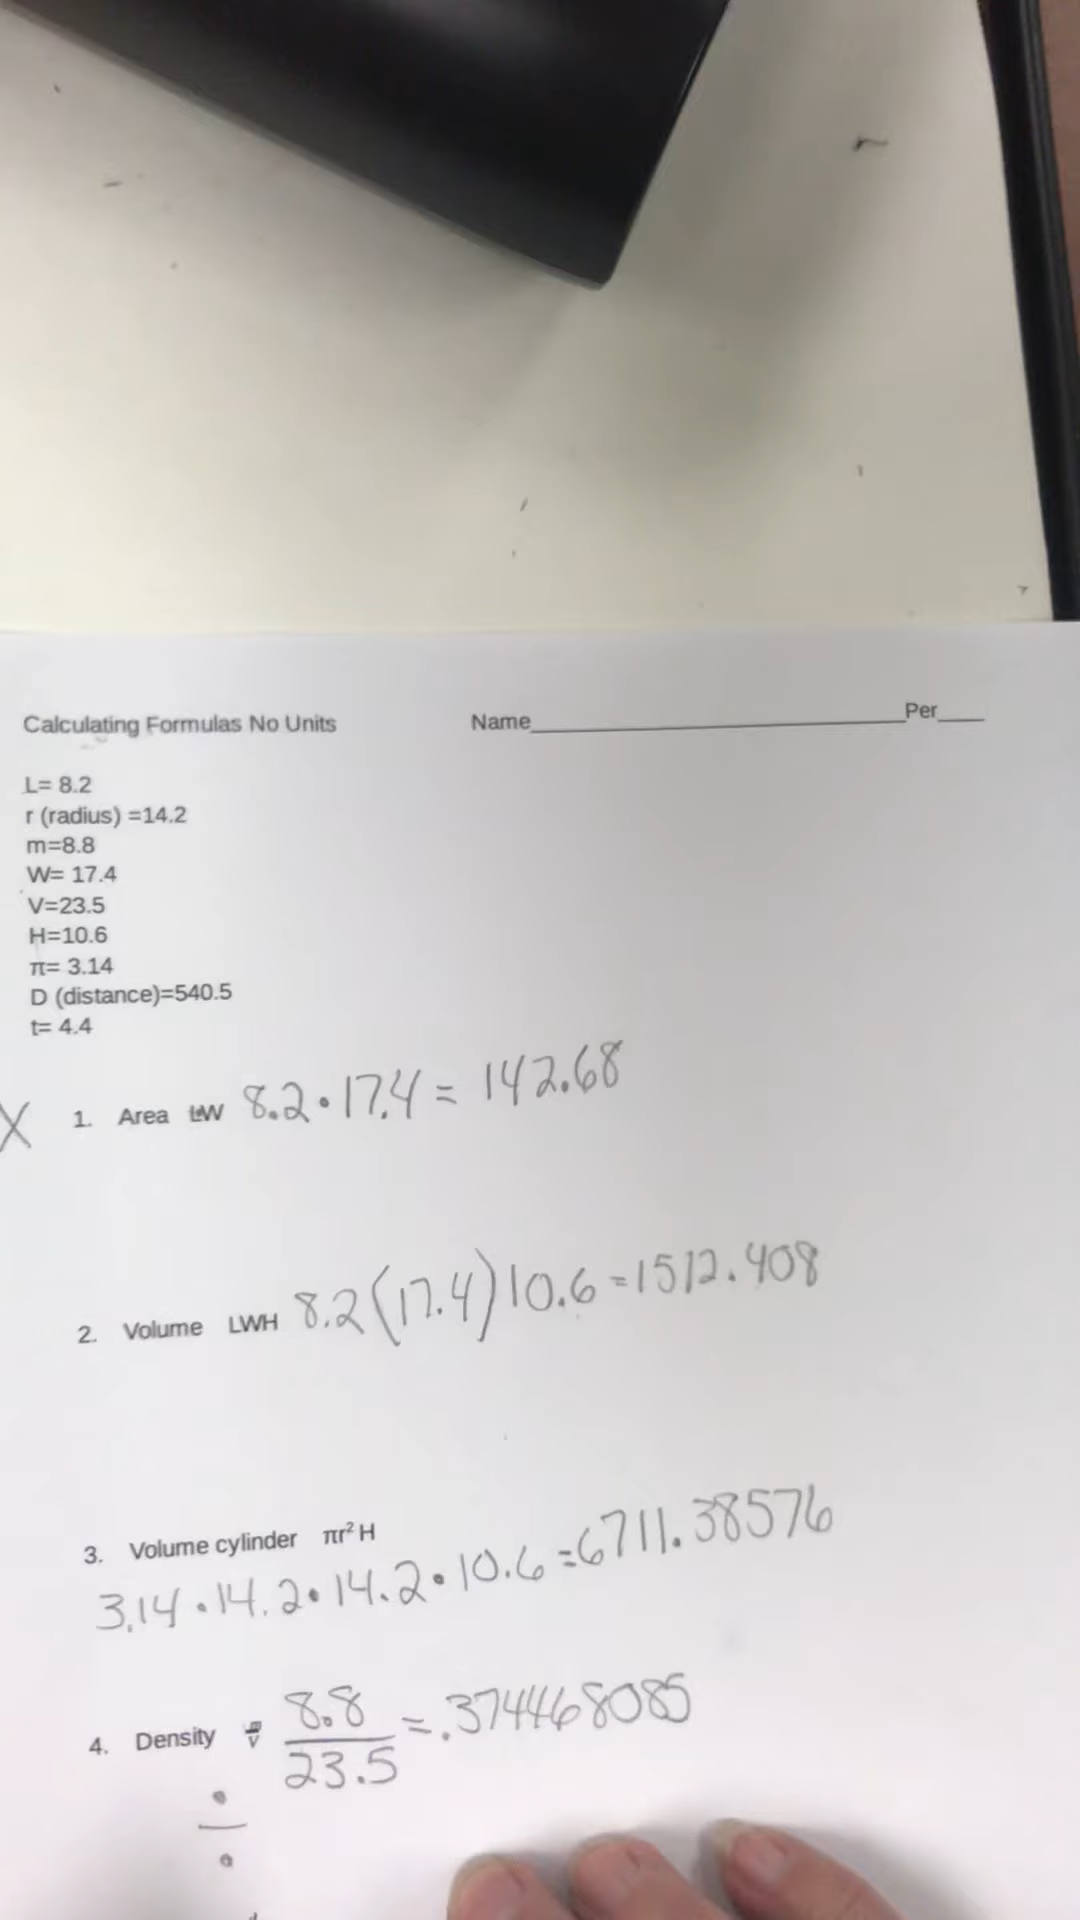 Calculating Formulas No Units Name Per
L= 8.2
r (radius) =14.2
m=8.8
W= 17.4
V=23.5
H=10.6
π= 3.14
D (distance)=540.5
t= 4.4
X 1. Area LW 8.2•17.4 = 142.68
2. Volume LWH 8.2(17.4)10.6 =1512.408
3. Volume cylinder πr² H
3.14•14.2•14.2•10.6 =6711.38576
4. Density m/V 8.8/23.5 =.374468085
÷